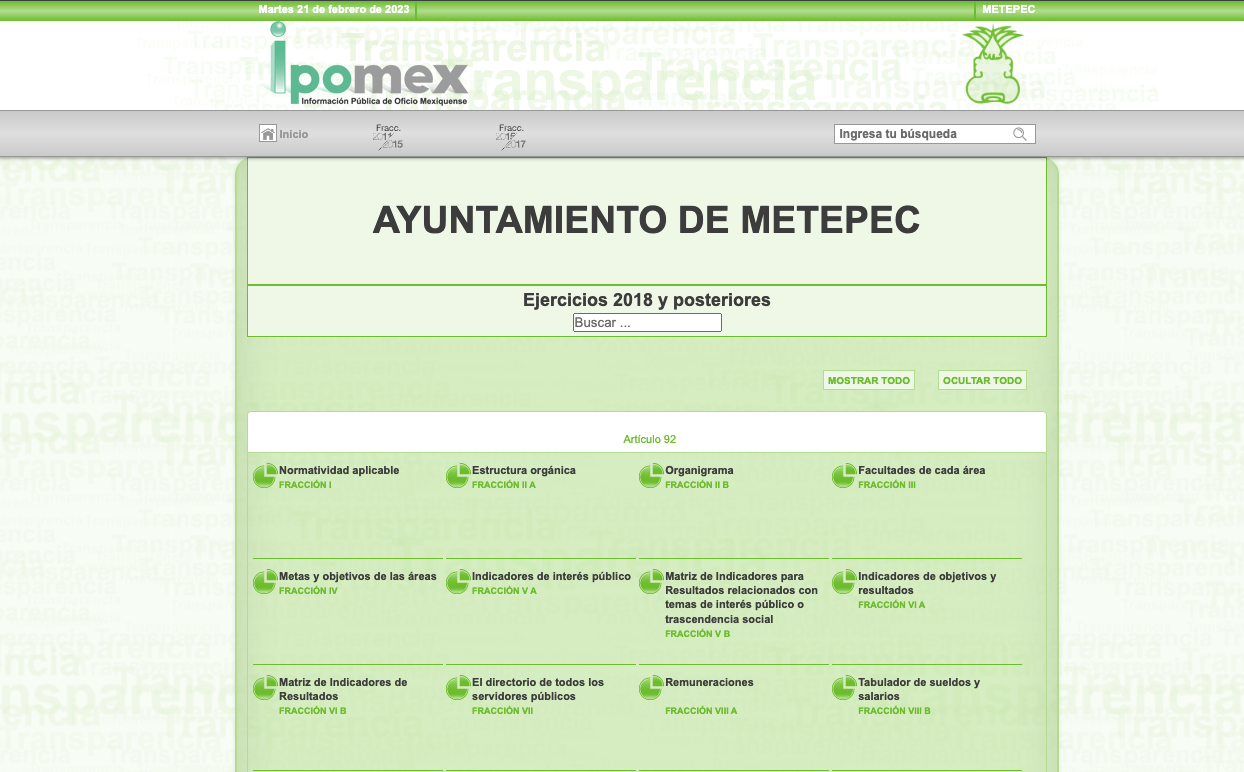 Martes 21 de febrero de 2023
METEPEC
ipomex
Información Pública de Oficio Mexiquense
Inicio
Fracc.
2011
/2015
Fracc.
2016
/2017
Ingresa tu búsqueda
AYUNTAMIENTO DE METEPEC
Ejercicios 2018 y posteriores
Buscar ...
MOSTRAR TODO
OCULTAR TODO
Artículo 92
Normatividad aplicable
FRACCIÓN I
Estructura orgánica
FRACCIÓN II A
Organigrama
FRACCIÓN II B
Facultades de cada área
FRACCIÓN III
Metas y objetivos de las áreas
FRACCIÓN IV
Indicadores de interés público
FRACCIÓN V A
Matriz de Indicadores para
Resultados relacionados con
temas de interés público o
trascendencia social
FRACCIÓN V B
Indicadores de objetivos y
resultados
FRACCIÓN VI A
Matriz de Indicadores de
Resultados
FRACCIÓN VI B
El directorio de todos los
servidores públicos
FRACCIÓN VII
Remuneraciones
FRACCIÓN VIII A
Tabulador de sueldos y
salarios
FRACCIÓN VIII B